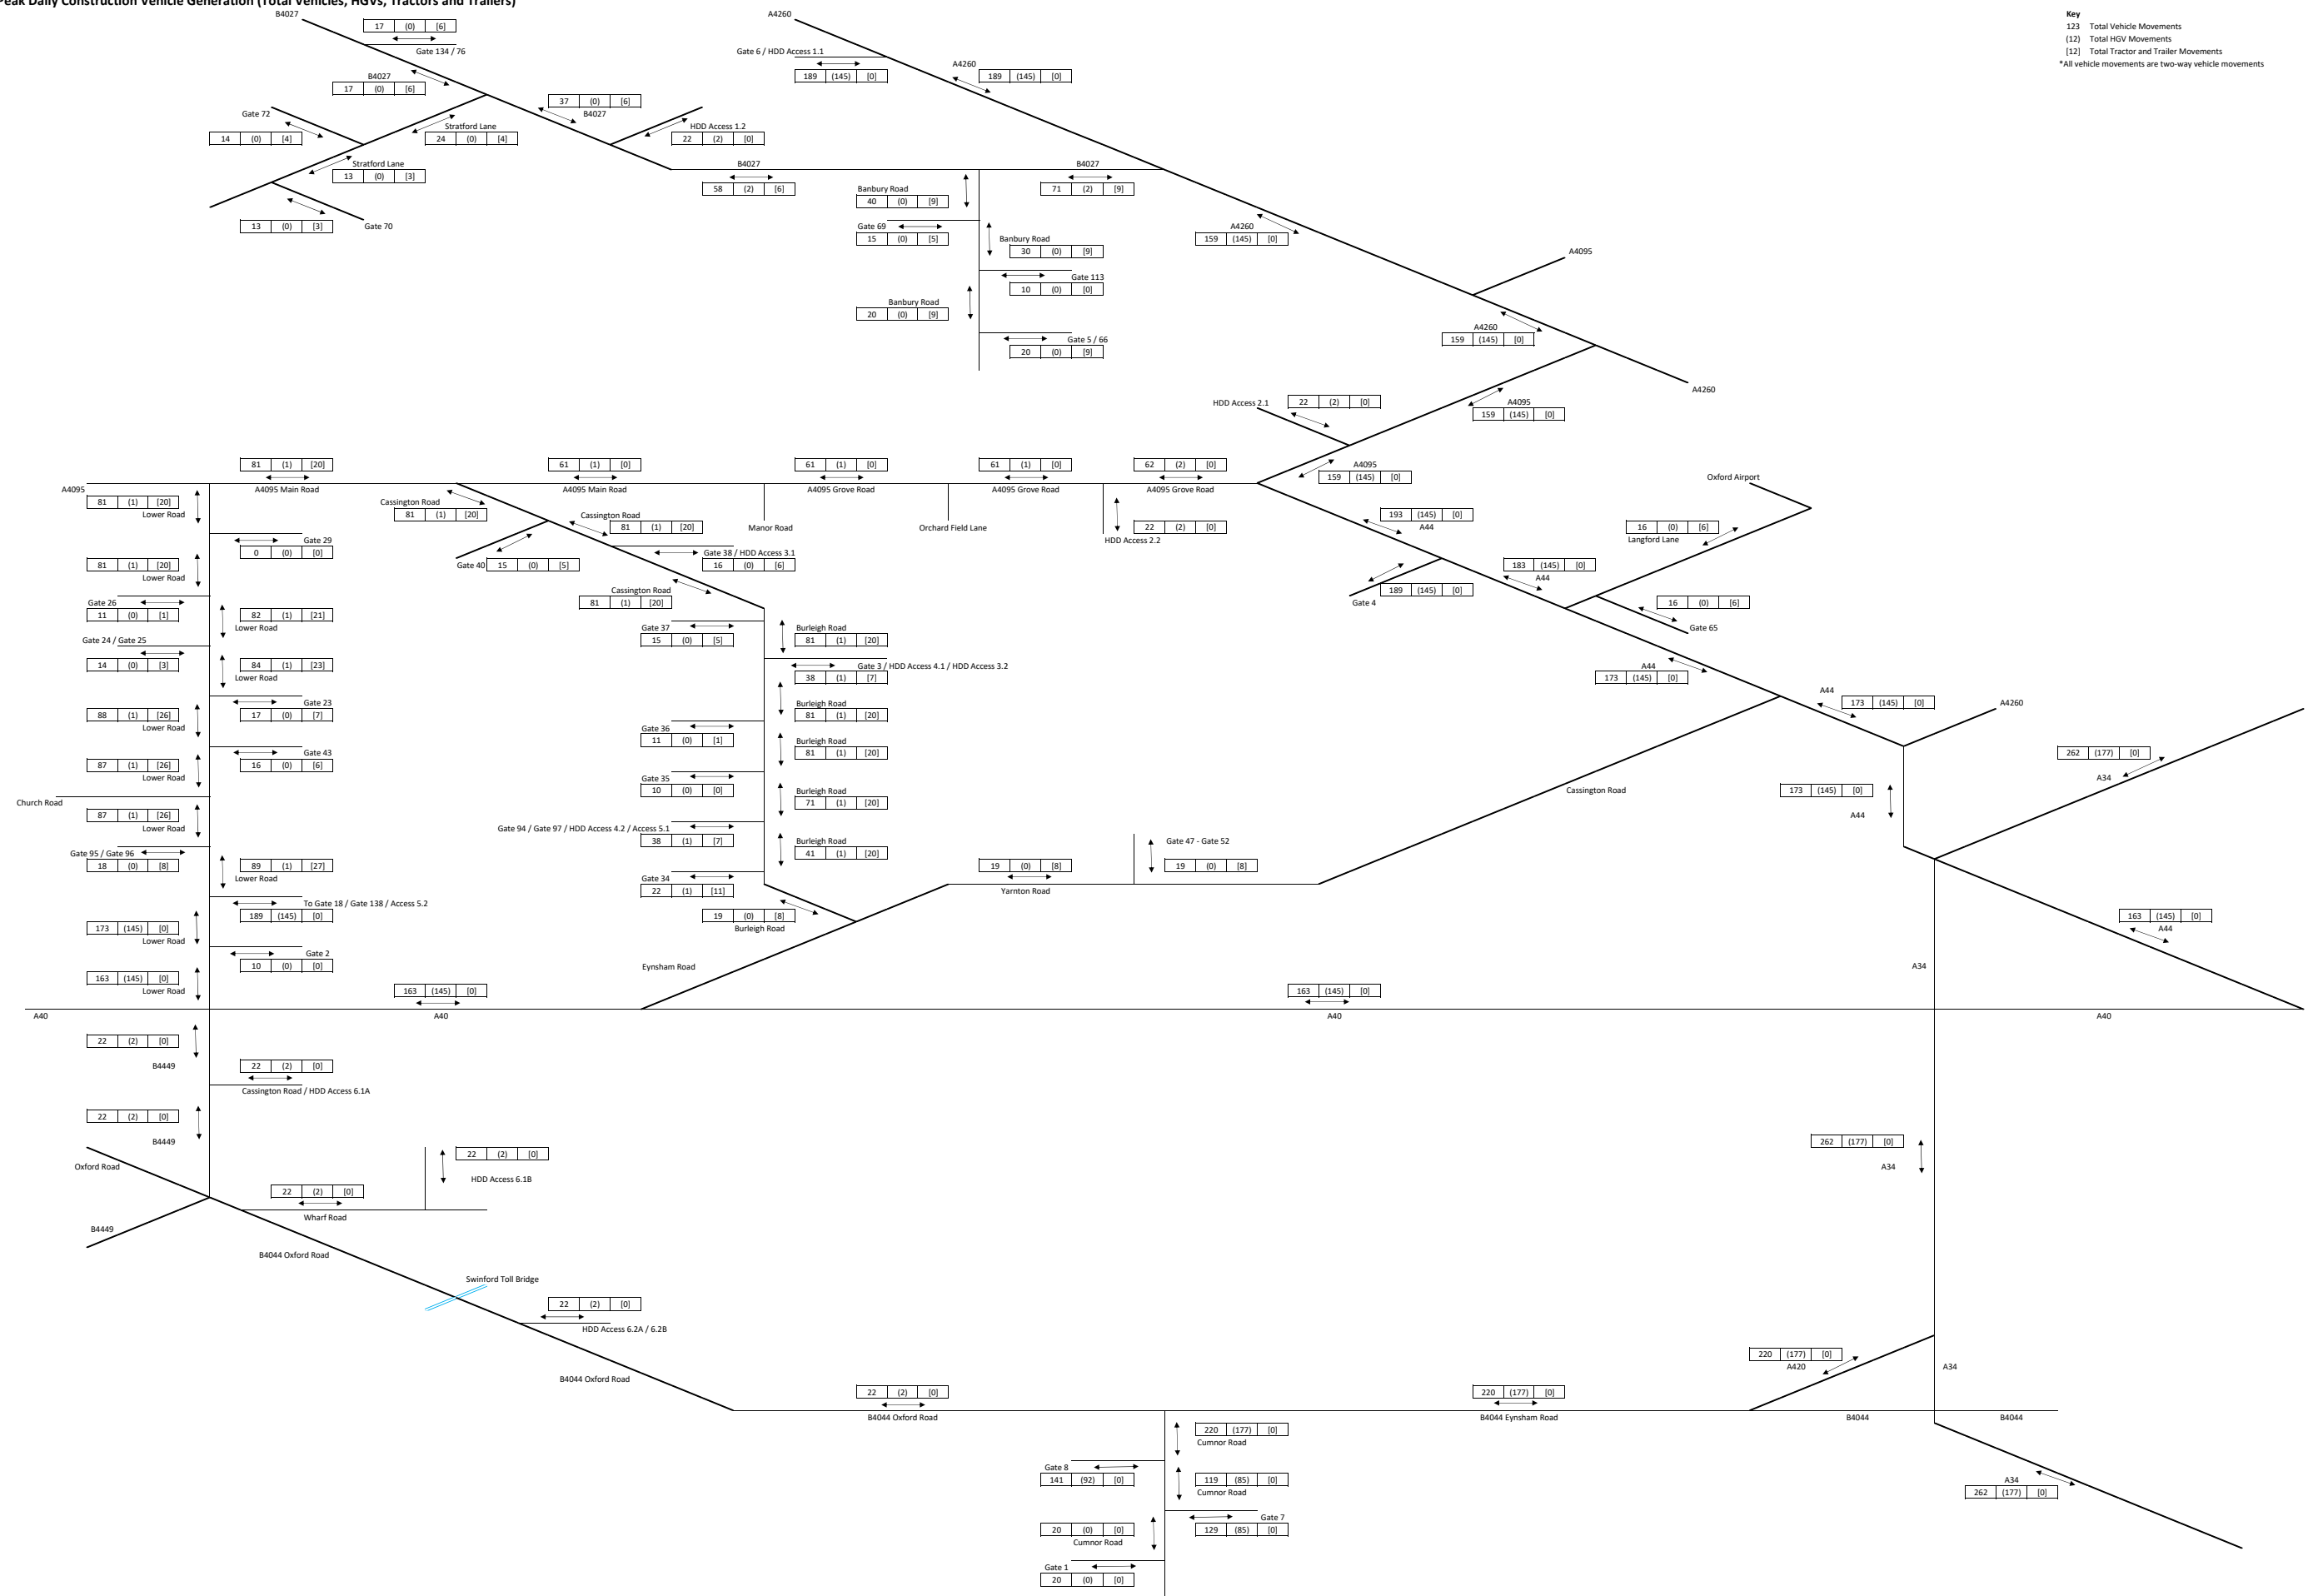 Peak Daily Construction Vehicle Generation (Total Vehicles, HGVs, Tractors and Trailers)
Key
123 Total Vehicle Movements
(12) Total HGV Movements
[12] Total Tractor and Trailer Movements
*All vehicle movements are two-way vehicle movements
B4027
17 (0) [6]
Gate 134 / 76
B4027
17 (0) [6]
Gate 72
14 (0) [4]
Stratford Lane
24 (0) [4]
Stratford Lane
13 (0) [3]
13 (0) [3]
Gate 70
37 (0) [6]
B4027
HDD Access 1.2
22 (2) [0]
B4027
58 (2) [6]
A4260
Gate 6 / HDD Access 1.1
189 (145) [0]
A4260
189 (145) [0]
B4027
71 (2) [9]
Banbury Road
40 (0) [9]
Gate 69
15 (0) [5]
Banbury Road
30 (0) [9]
Gate 113
10 (0) [0]
Banbury Road
20 (0) [9]
Gate 5 / 66
20 (0) [9]
A4260
159 (145) [0]
A4095
A4260
159 (145) [0]
A4260
HDD Access 2.1
22 (2) [0]
A4095
159 (145) [0]
A4095
159 (145) [0]
81 (1) [20]
A4095 Main Road
61 (1) [0]
A4095 Main Road
61 (1) [0]
A4095 Grove Road
61 (1) [0]
A4095 Grove Road
62 (2) [0]
A4095 Grove Road
A4095
81 (1) [20]
Lower Road
Gate 29
0 (0) [0]
81 (1) [20]
Lower Road
Gate 26
11 (0) [1]
82 (1) [21]
Lower Road
Gate 24 / Gate 25
14 (0) [3]
84 (1) [23]
Lower Road
Gate 23
17 (0) [7]
88 (1) [26]
Lower Road
Gate 43
16 (0) [6]
87 (1) [26]
Lower Road
Church Road
87 (1) [26]
Lower Road
Gate 95 / Gate 96
18 (0) [8]
89 (1) [27]
Lower Road
To Gate 18 / Gate 138 / Access 5.2
189 (145) [0]
173 (145) [0]
Lower Road
Gate 2
10 (0) [0]
163 (145) [0]
Lower Road
Cassington Road
81 (1) [20]
Cassington Road
81 (1) [20]
Gate 40
15 (0) [5]
Gate 38 / HDD Access 3.1
16 (0) [6]
Cassington Road
81 (1) [20]
Manor Road
Orchard Field Lane
22 (2) [0]
HDD Access 2.2
Gate 37
15 (0) [5]
Burleigh Road
81 (1) [20]
Gate 3 / HDD Access 4.1 / HDD Access 3.2
38 (1) [7]
Burleigh Road
81 (1) [20]
Gate 36
11 (0) [1]
Burleigh Road
81 (1) [20]
Gate 35
10 (0) [0]
Burleigh Road
71 (1) [20]
Gate 94 / Gate 97 / HDD Access 4.2 / Access 5.1
38 (1) [7]
Burleigh Road
41 (1) [20]
Gate 34
22 (1) [11]
19 (0) [8]
Burleigh Road
19 (0) [8]
Yarnton Road
Gate 47 - Gate 52
19 (0) [8]
Cassington Road
Eynsham Road
193 (145) [0]
A44
Gate 4
189 (145) [0]
183 (145) [0]
A44
Oxford Airport
16 (0) [6]
Langford Lane
16 (0) [6]
Gate 65
A44
173 (145) [0]
A44
173 (145) [0]
A4260
262 (177) [0]
A34
173 (145) [0]
A44
163 (145) [0]
A44
A34
A40
163 (145) [0]
A40
163 (145) [0]
A40
A40
22 (2) [0]
B4449
22 (2) [0]
Cassington Road / HDD Access 6.1A
22 (2) [0]
B4449
Oxford Road
22 (2) [0]
HDD Access 6.1B
22 (2) [0]
Wharf Road
B4449
B4044 Oxford Road
Swinford Toll Bridge
22 (2) [0]
HDD Access 6.2A / 6.2B
B4044 Oxford Road
262 (177) [0]
A34
22 (2) [0]
B4044 Oxford Road
220 (177) [0]
B4044 Eynsham Road
220 (177) [0]
A420
A34
B4044
B4044
220 (177) [0]
Cumnor Road
Gate 8
141 (92) [0]
119 (85) [0]
Cumnor Road
Gate 7
129 (85) [0]
20 (0) [0]
Cumnor Road
Gate 1
20 (0) [0]
A34
262 (177) [0]